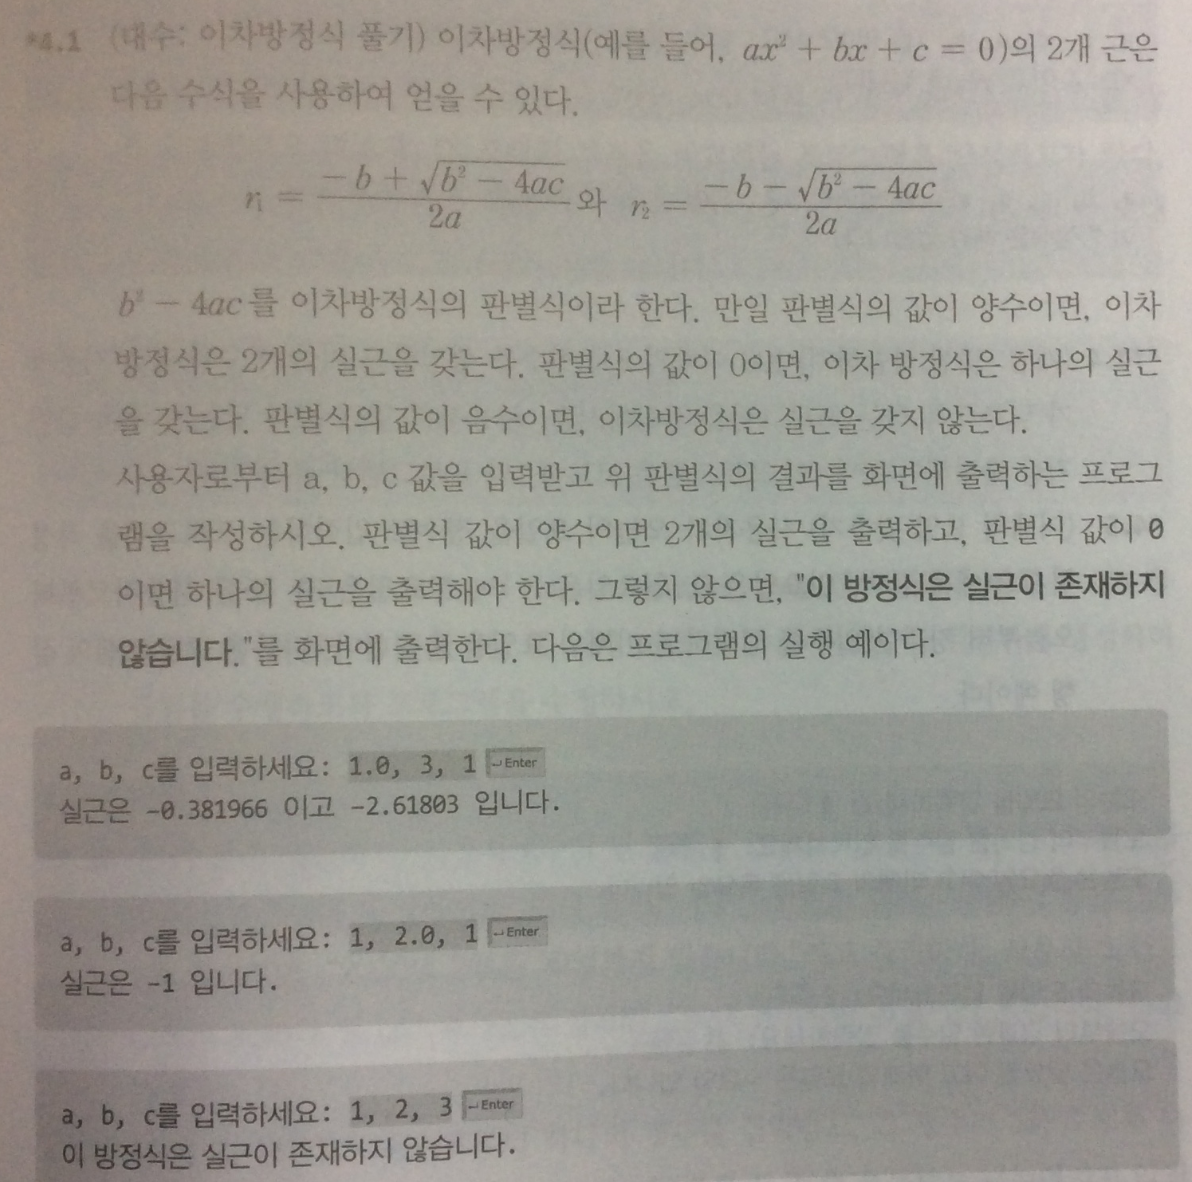 *4.1 (대수: 이차방정식 풀기) 이차방정식(예를 들어, ax² + bx + c = 0)의 2개 근은
다음 수식을 사용하여 얻을 수 있다.
r₁ = (-b + √(b² - 4ac)) / 2a 와 r₂ = (-b - √(b² - 4ac)) / 2a
b² - 4ac를 이차방정식의 판별식이라 한다. 만일 판별식의 값이 양수이면, 이차
방정식은 2개의 실근을 갖는다. 판별식의 값이 0이면, 이차 방정식은 하나의 실근
을 갖는다. 판별식의 값이 음수이면, 이차방정식은 실근을 갖지 않는다.
사용자로부터 a, b, c 값을 입력받고 위 판별식의 결과를 화면에 출력하는 프로그
램을 작성하시오. 판별식 값이 양수이면 2개의 실근을 출력하고, 판별식 값이 0
이면 하나의 실근을 출력해야 한다. 그렇지 않으면, "이 방정식은 실근이 존재하지
않습니다."를 화면에 출력한다. 다음은 프로그램의 실행 예이다.
a, b, c를 입력하세요: 1.0, 3, 1 ↵Enter
실근은 -0.381966 이고 -2.61803 입니다.
a, b, c를 입력하세요: 1, 2.0, 1 ↵Enter
실근은 -1 입니다.
a, b, c를 입력하세요: 1, 2, 3 ↵Enter
이 방정식은 실근이 존재하지 않습니다.